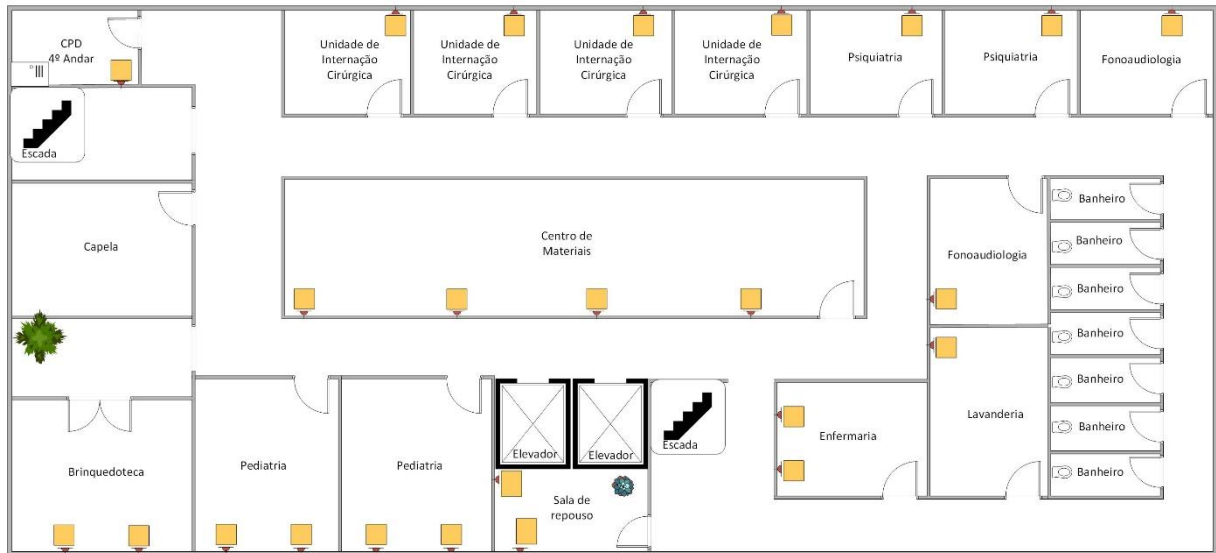 CPD
4º Andar
Unidade de
Internação
Cirúrgica
Unidade de
Internação
Cirúrgica
Unidade de
Internação
Cirúrgica
Unidade de
Internação
Cirúrgica
Psiquiatria
Psiquiatria
Fonoaudiologia
Escada
Capela
Centro de
Materiais
Fonoaudiologia
Banheiro
Banheiro
Banheiro
Banheiro
Banheiro
Banheiro
Banheiro
Brinquedoteca
Pediatria
Pediatria
Elevador
Elevador
Escada
Sala de
repouso
Enfermaria
Lavanderia